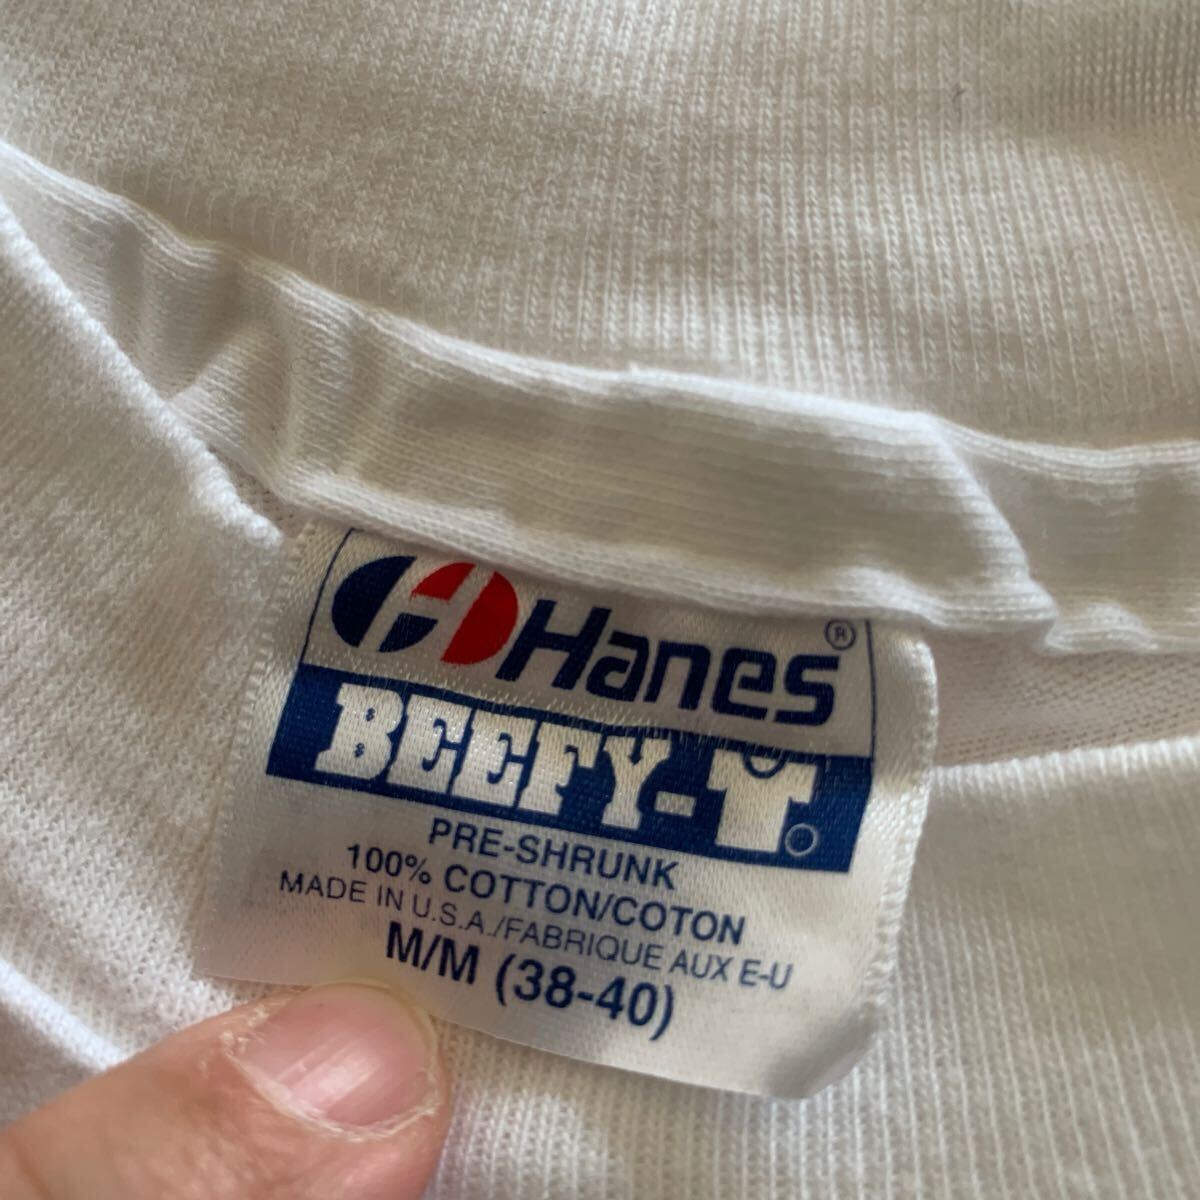 Hanes®
BEEFY-T®
PRE-SHRUNK
100% COTTON/COTON
MADE IN U.S.A./FABRIQUE AUX E-U
M/M (38-40)